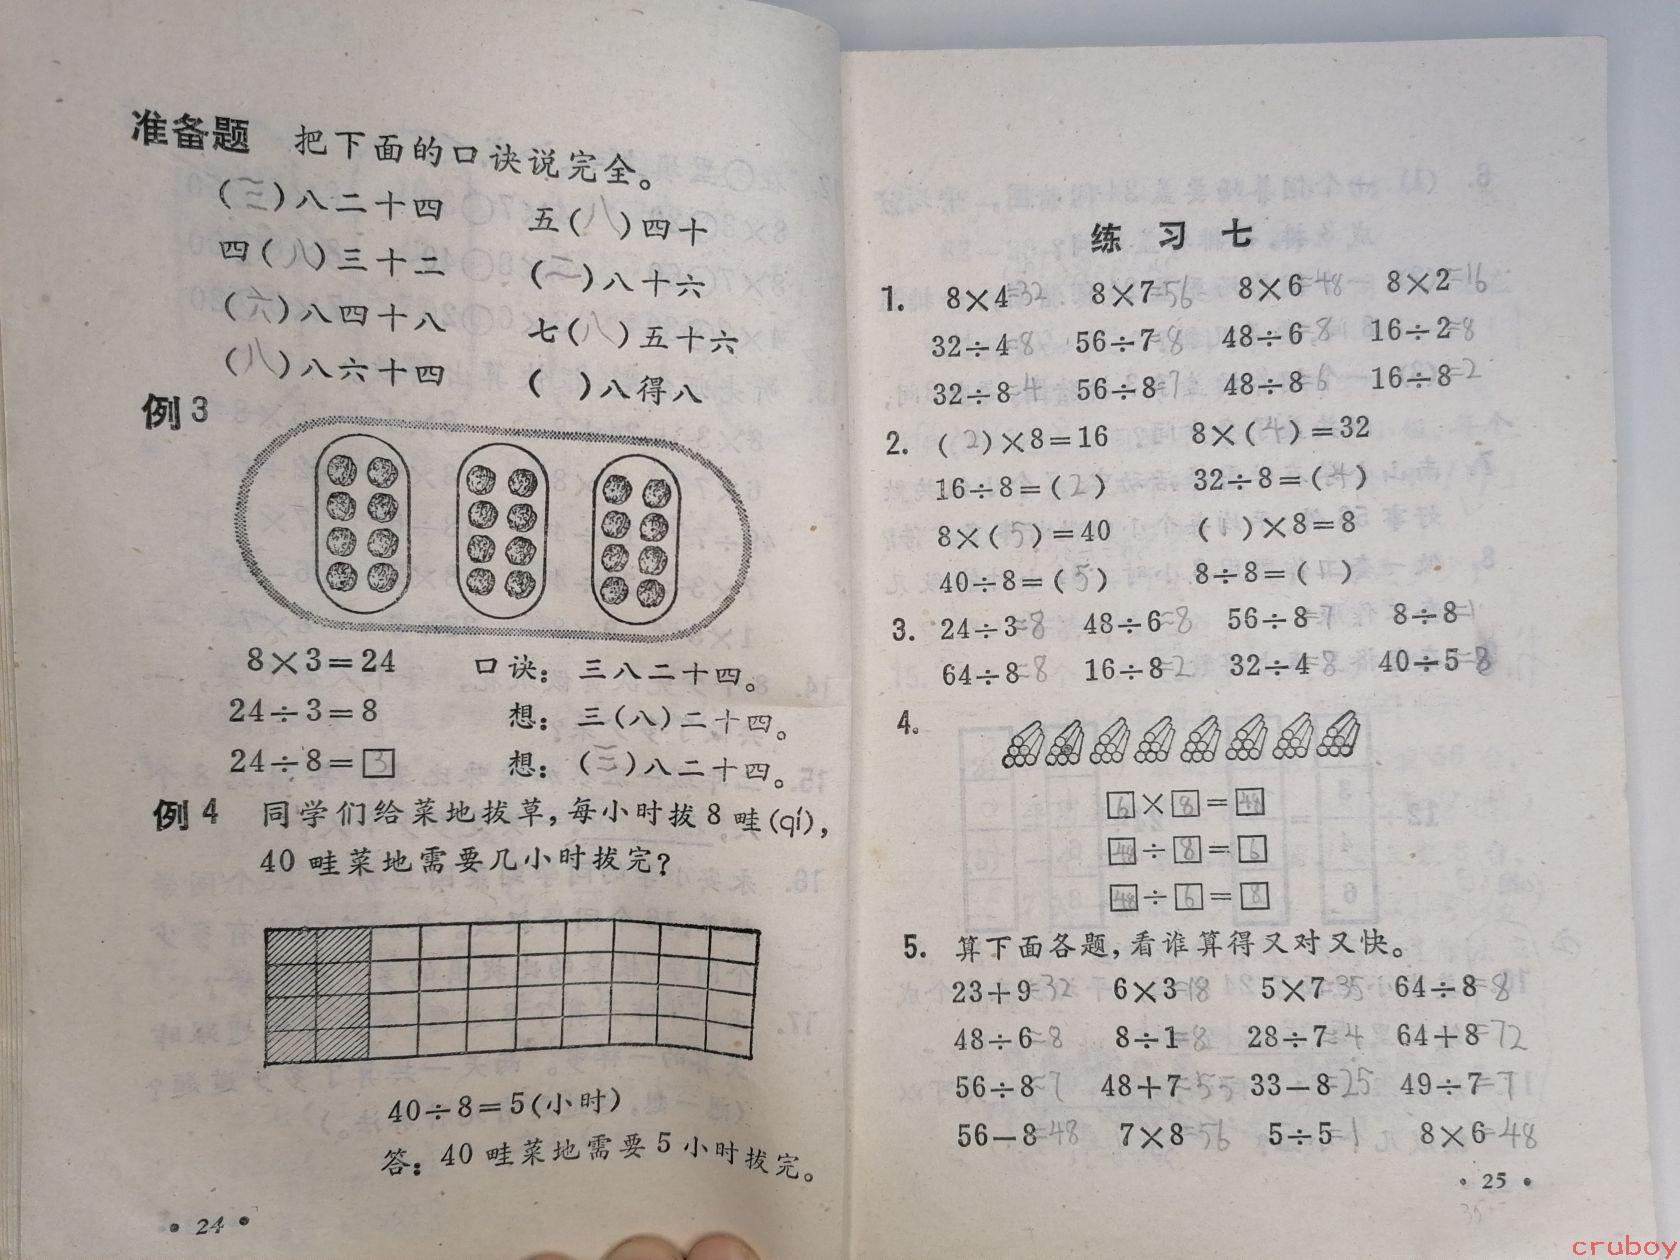 准备题 把下面的口诀说完全。
(三)八二十四 五(八)四十
四(八)三十二 (二)八十六
(六)八四十八 七(八)五十六
(八)八六十四 ( )八得八
例3
8×3=24 口诀：三八二十四。
24÷3=8 想：三(八)二十四。
24÷8=3 想：(三)八二十四。
例4 同学们给菜地拔草，每小时拔8畦(qí)，
40畦菜地需要几小时拔完？
40÷8=5(小时)
答：40畦菜地需要5小时拔完。
·24·
练习七
1. 8×4=32 8×7=56 8×6=48 8×2=16
32÷4=8 56÷7=8 48÷6=8 16÷2=8
32÷8=4 56÷8=7 48÷8=6 16÷8=2
2. (2)×8=16 8×(4)=32
16÷8=(2) 32÷8=(4)
8×(5)=40 ( )×8=8
40÷8=(5) 8÷8=(1)
3. 24÷3=8 48÷6=8 56÷8=7 8÷8=1
64÷8=8 16÷8=2 32÷4=8 40÷5=8
4.
6×8=48
48÷8=6
48÷6=8
5. 算下面各题，看谁算得又对又快。
23+9=32 6×3=18 5×7=35 64÷8=8
48÷6=8 8÷1=8 28÷7=4 64+8=72
56÷8=7 48+7=55 33-8=25 49÷7=7
56-8=48 7×8=56 5÷5=1 8×6=48
·25·
cruboy